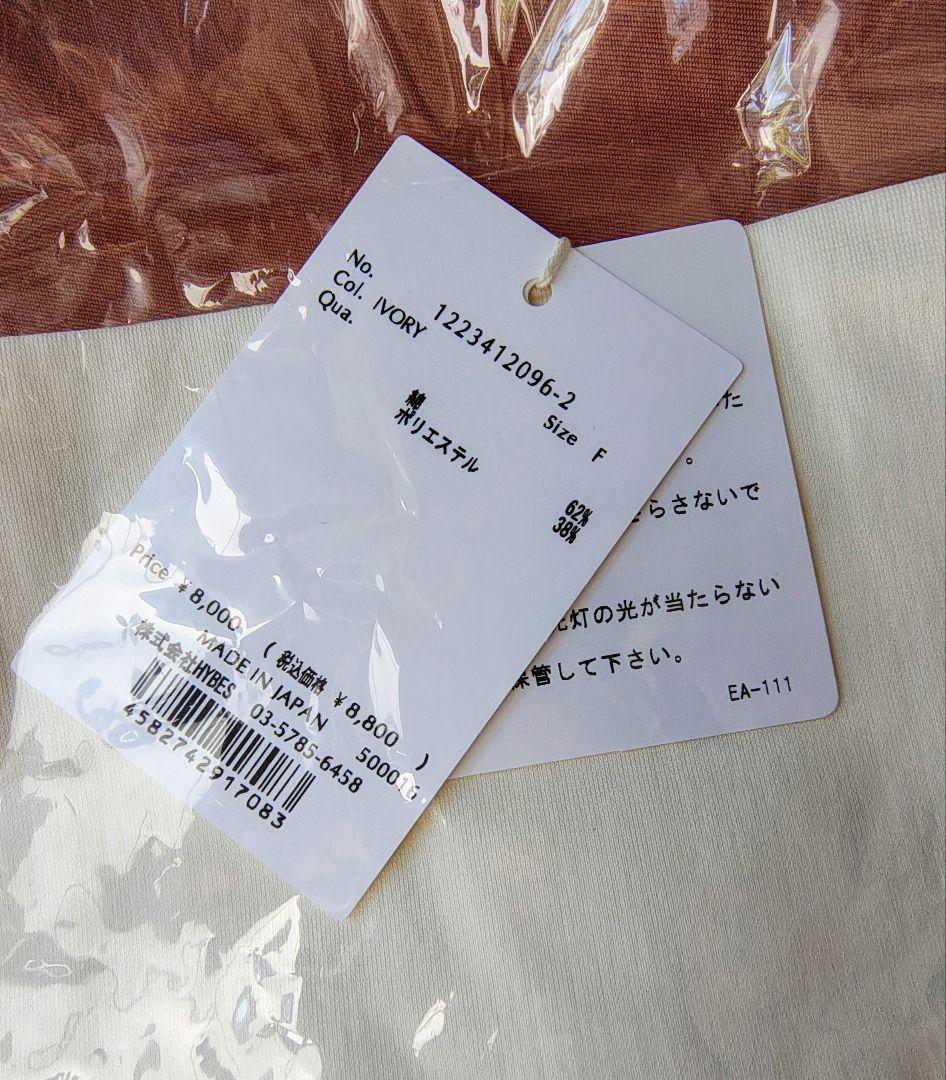 No. 1223412096-2
Col. IVORY Size F
Qua.
綿 62%
ポリエステル 38%
Price ¥8,000 ( 税込価格 ¥8,800 )
MADE IN JAPAN 500016
株式会社HYBES 03-5785-6458
4582742917083
た
。
らさないで
灯の光が当たらない
管して下さい。
EA-111